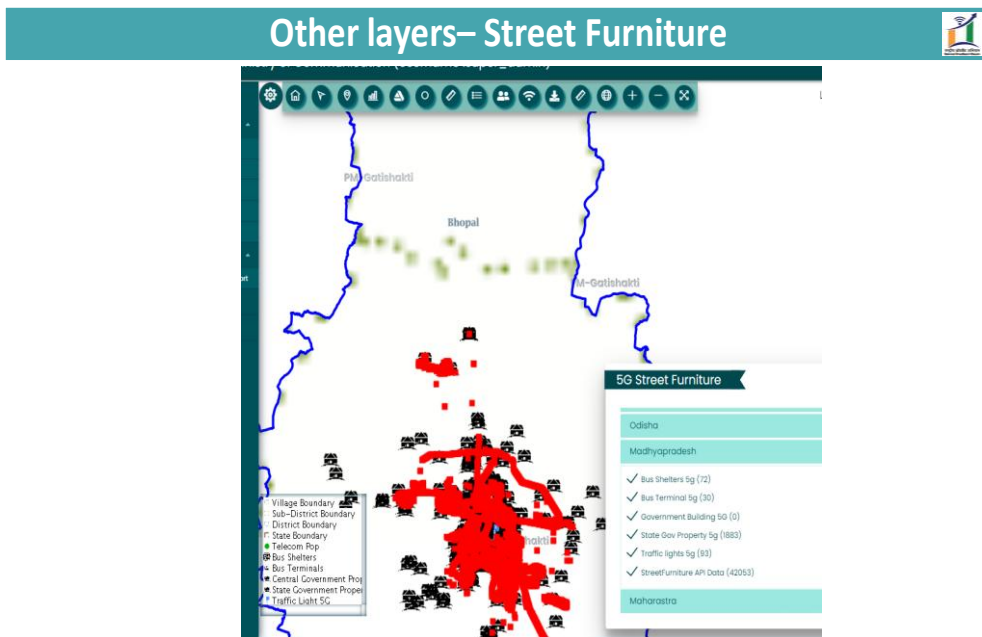 Other layers– Street Furniture
PM-Gatishakti
Bhopal
PM-Gatishakti
5G Street Furniture
Odisha
Madhyapradesh
Bus Shelters 5g (72)
Bus Terminal 5g (30)
Government Building 5G (0)
State Gov Property 5g (1883)
Traffic lights 5g (93)
StreetFurniture API Data (42053)
Maharastra
Village Boundary
Sub-District Boundary
District Boundary
State Boundary
Telecom Pop
Bus Shelters
Bus Terminals
Central Government Prop
State Government Proper
Traffic Light 5G